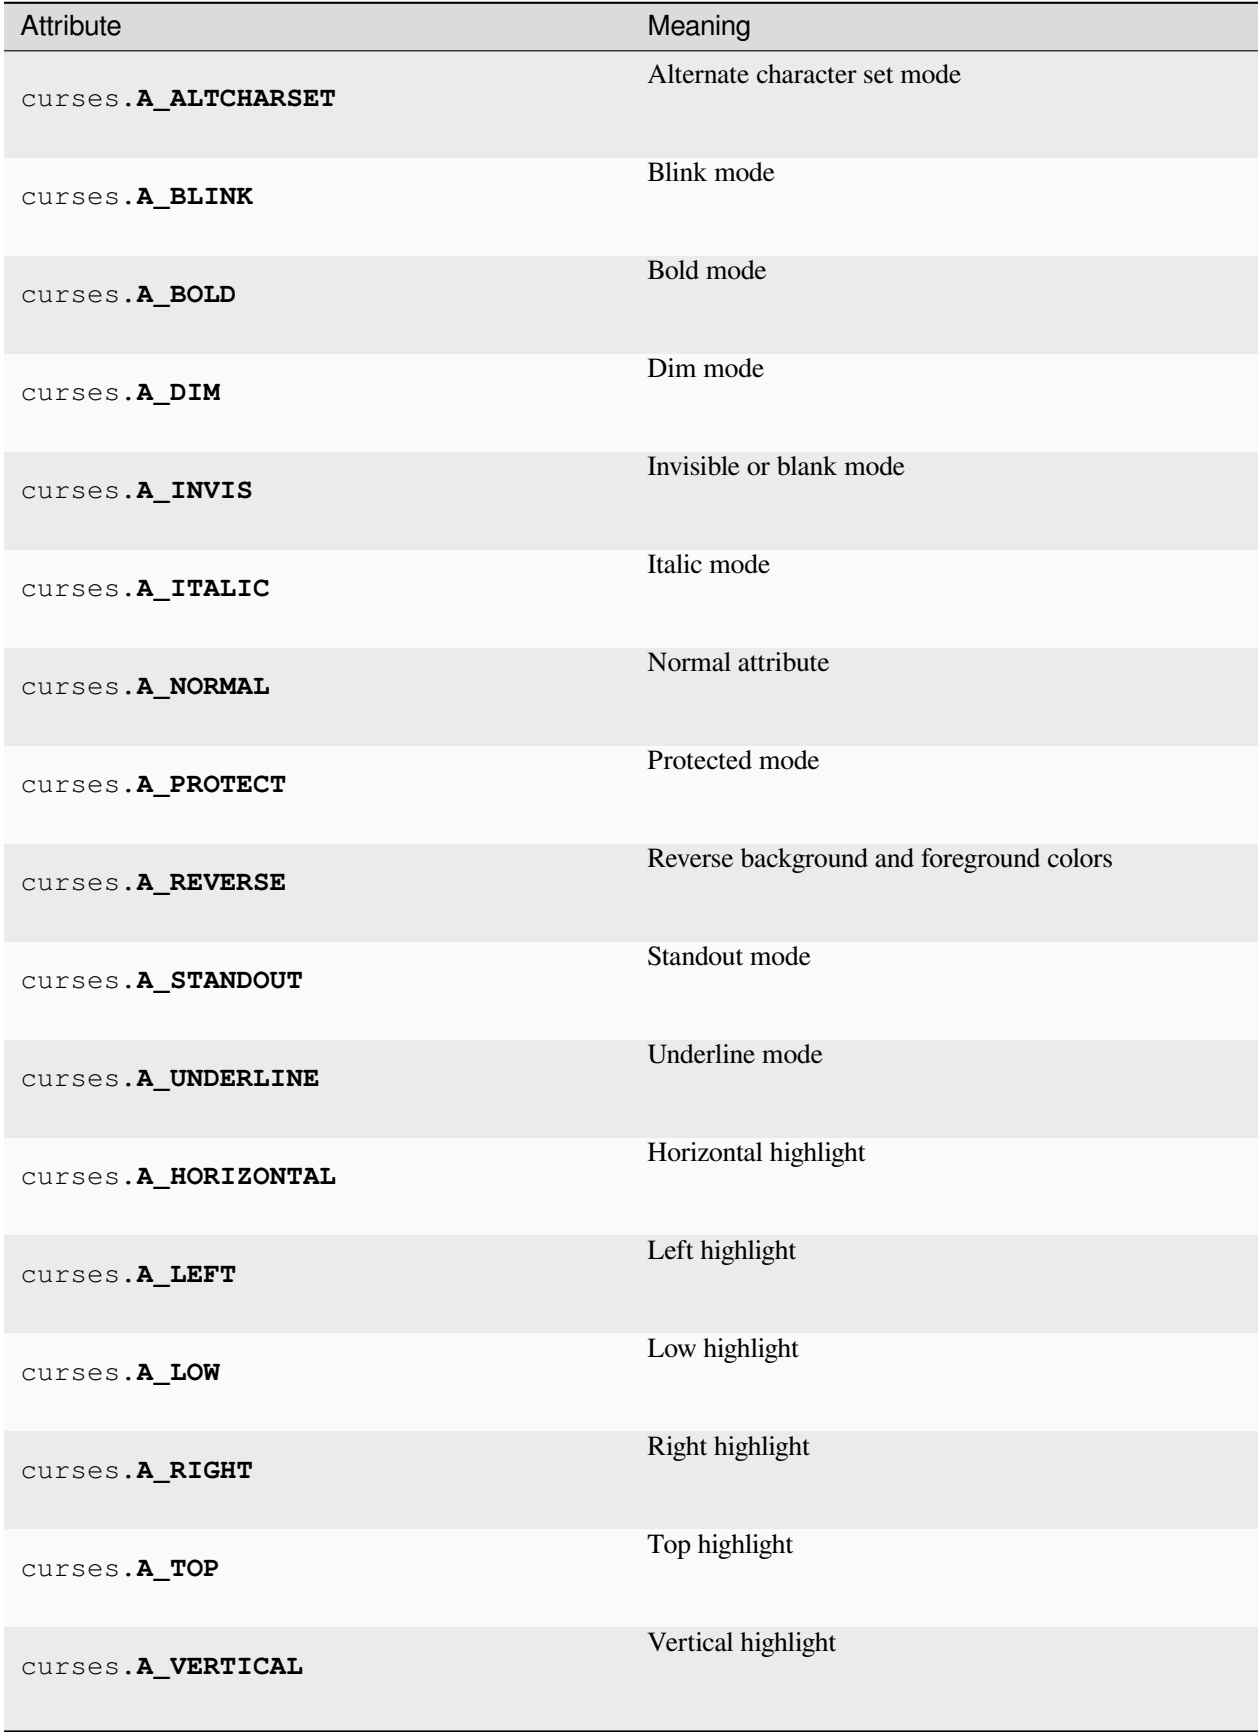 Attribute Meaning
curses.A_ALTCHARSET Alternate character set mode
curses.A_BLINK Blink mode
curses.A_BOLD Bold mode
curses.A_DIM Dim mode
curses.A_INVIS Invisible or blank mode
curses.A_ITALIC Italic mode
curses.A_NORMAL Normal attribute
curses.A_PROTECT Protected mode
curses.A_REVERSE Reverse background and foreground colors
curses.A_STANDOUT Standout mode
curses.A_UNDERLINE Underline mode
curses.A_HORIZONTAL Horizontal highlight
curses.A_LEFT Left highlight
curses.A_LOW Low highlight
curses.A_RIGHT Right highlight
curses.A_TOP Top highlight
curses.A_VERTICAL Vertical highlight